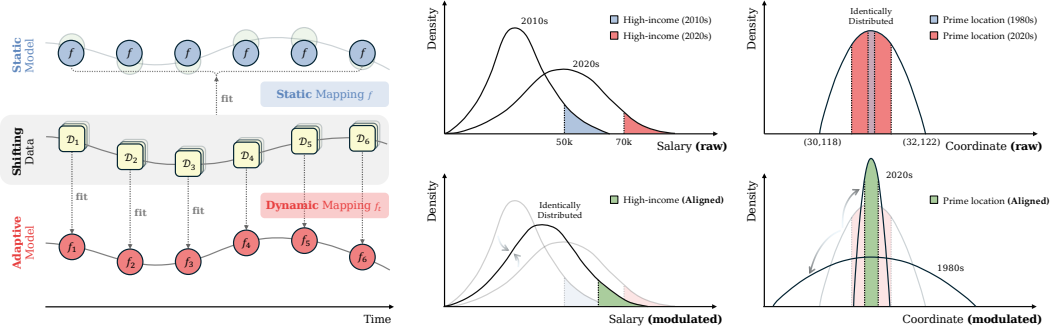 Static
Model
f
f
f
f
f
f
fit
Static Mapping f
Shifting
Data
D1
D2
D3
D4
D5
D6
fit
fit
fit
Dynamic Mapping ft
Adaptive
Model
f1
f2
f3
f4
f5
f6
Time
Density
2010s
2020s
High-income (2010s)
High-income (2020s)
50k
70k
Salary (raw)
Density
Identically
Distributed
Prime location (1980s)
Prime location (2020s)
(30,118)
(32,122)
Coordinate (raw)
Density
Identically
Distributed
High-income (Aligned)
Salary (modulated)
Density
2020s
1980s
Prime location (Aligned)
Coordinate (modulated)